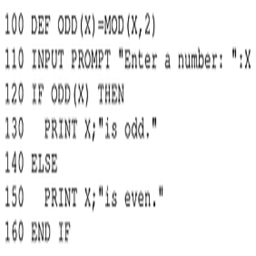 100 DEF ODD(X)=MOD(X,2)
110 INPUT PROMPT "Enter a number: ":X
120 IF ODD(X) THEN
130   PRINT X;"is odd."
140 ELSE
150   PRINT X;"is even."
160 END IF